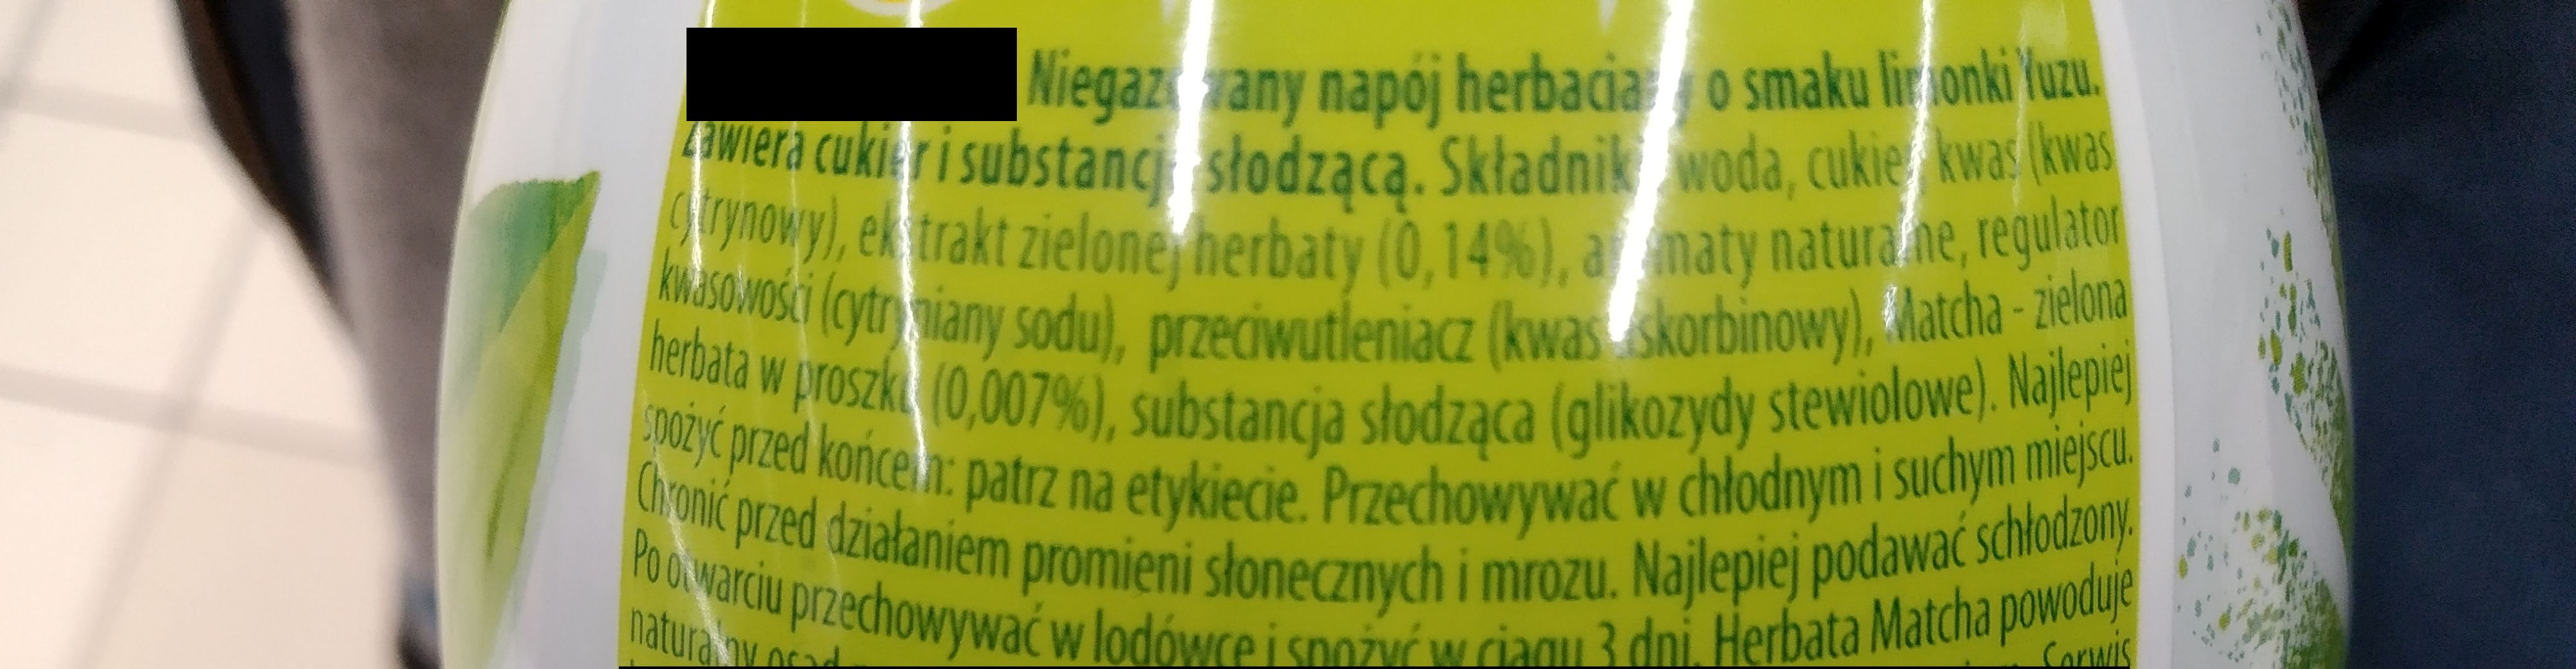 Niegazowany napój herbaciany o smaku limonki Yuzu.
Zawiera cukier i substancję słodzącą. Składniki: woda, cukier, kwas (kwas
cytrynowy), ekstrakt zielonej herbaty (0,14%), aromaty naturalne, regulator
kwasowości (cytryniany sodu), przeciwutleniacz (kwas askorbinowy), Matcha - zielona
herbata w proszku (0,007%), substancja słodząca (glikozydy stewiolowe). Najlepiej
spożyć przed końcem: patrz na etykiecie. Przechowywać w chłodnym i suchym miejscu.
Chronić przed działaniem promieni słonecznych i mrozu. Najlepiej podawać schłodzony.
Po otwarciu przechowywać w lodówce i spożyć w ciągu 3 dni. Herbata Matcha powoduje
naturalny osad
Serwis